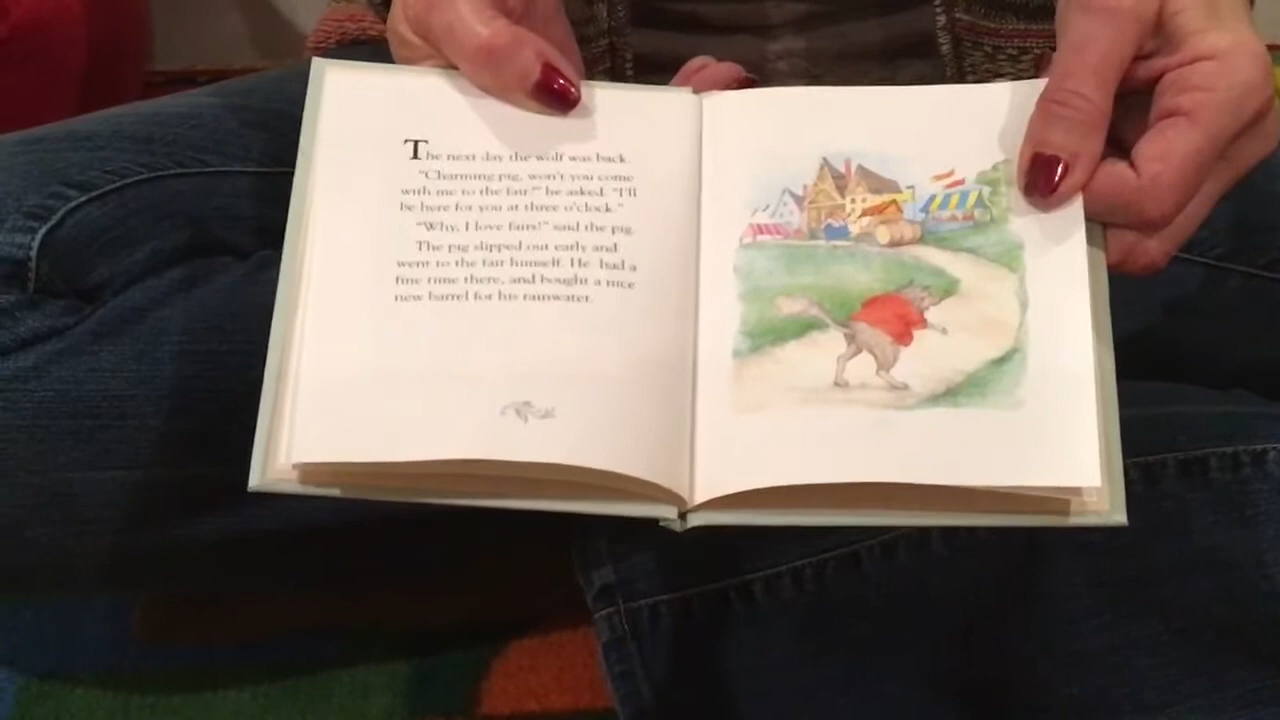 The next day the wolf was back.
"Charming pig, won't you come
with me to the fair?" he asked. "I'll
be here for you at three o'clock."
"Why, I love fairs!" said the pig.
The pig slipped out early and
went to the fair himself. He had a
fine time there, and bought a nice
new barrel for his rainwater.